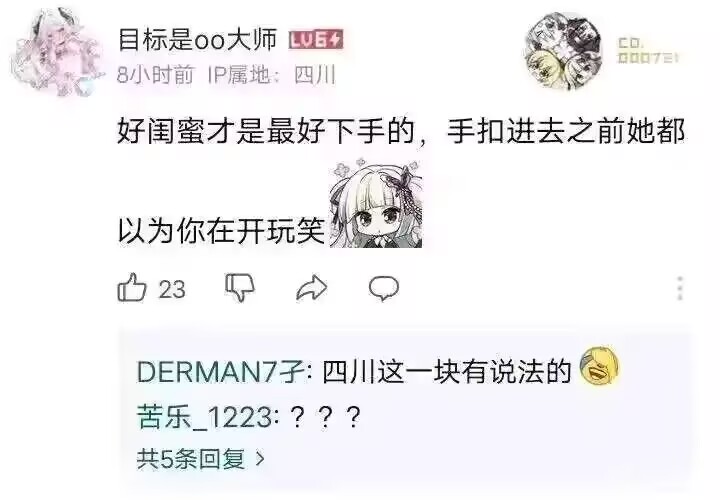 目标是oo大师 LV6
CD.
8小时前 IP属地：四川
000721
好闺蜜才是最好下手的，手扣进去之前她都
以为你在开玩笑
23
DERMAN7孑: 四川这一块有说法的
苦乐_1223: ？？？
共5条回复 >